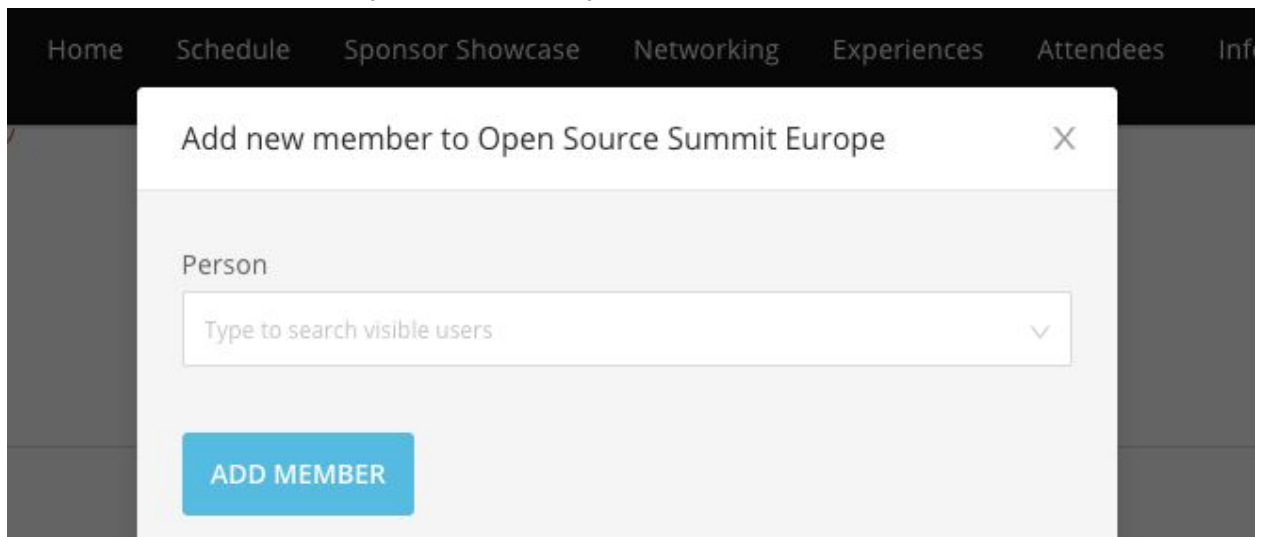 Home Schedule Sponsor Showcase Networking Experiences Attendees
Add new member to Open Source Summit Europe X
Person
Type to search visible users
ADD MEMBER